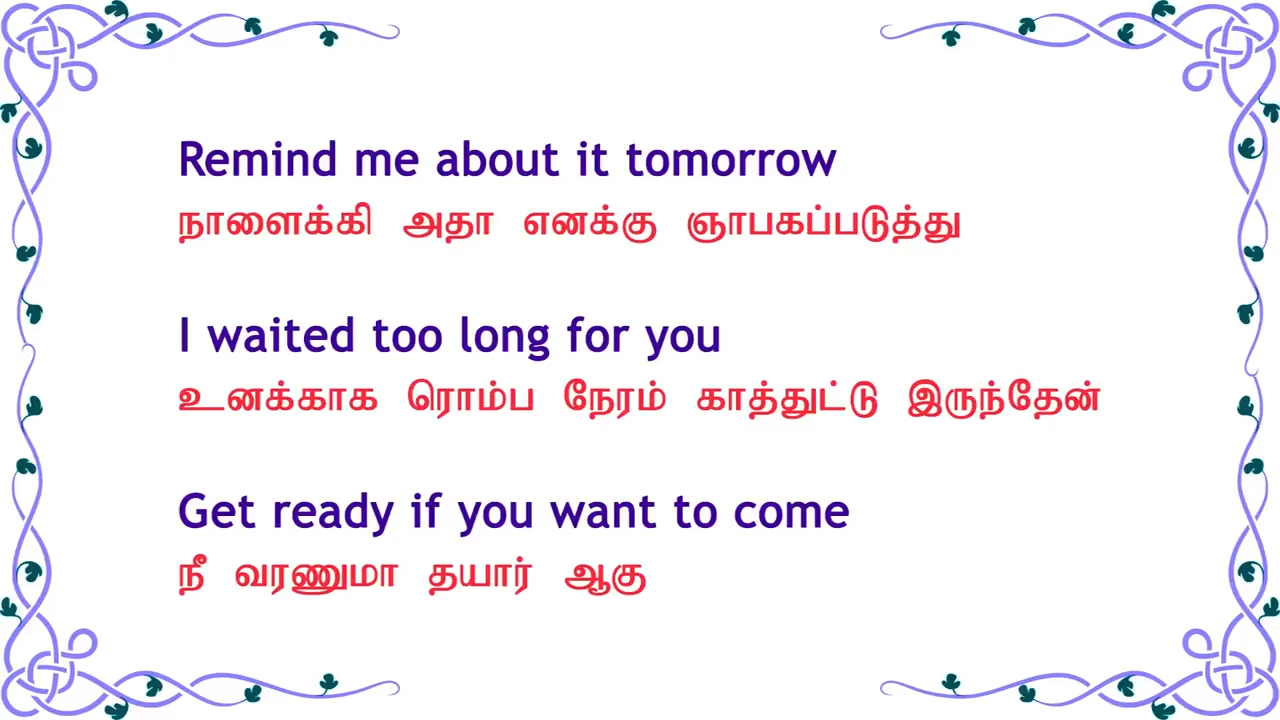 Remind me about it tomorrow
நாளைக்கி அதா எனக்கு ஞாபகப்படுத்து
I waited too long for you
உனக்காக ரொம்ப நேரம் காத்துட்டு இருந்தேன்
Get ready if you want to come
நீ வரணுமா தயார் ஆகு